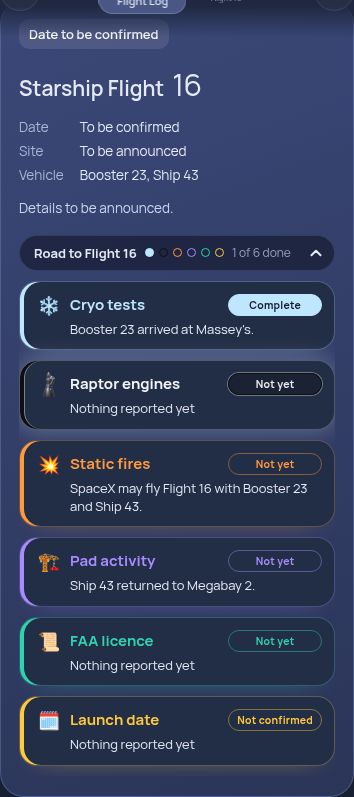 Flight Log
Date to be confirmed
Starship Flight 16
Date To be confirmed
Site To be announced
Vehicle Booster 23, Ship 43
Details to be announced.
Road to Flight 16 1 of 6 done
Cryo tests Complete
Booster 23 arrived at Massey's.
Raptor engines Not yet
Nothing reported yet
Static fires Not yet
SpaceX may fly Flight 16 with Booster 23
and Ship 43.
Pad activity Not yet
Ship 43 returned to Megabay 2.
FAA licence Not yet
Nothing reported yet
Launch date Not confirmed
Nothing reported yet